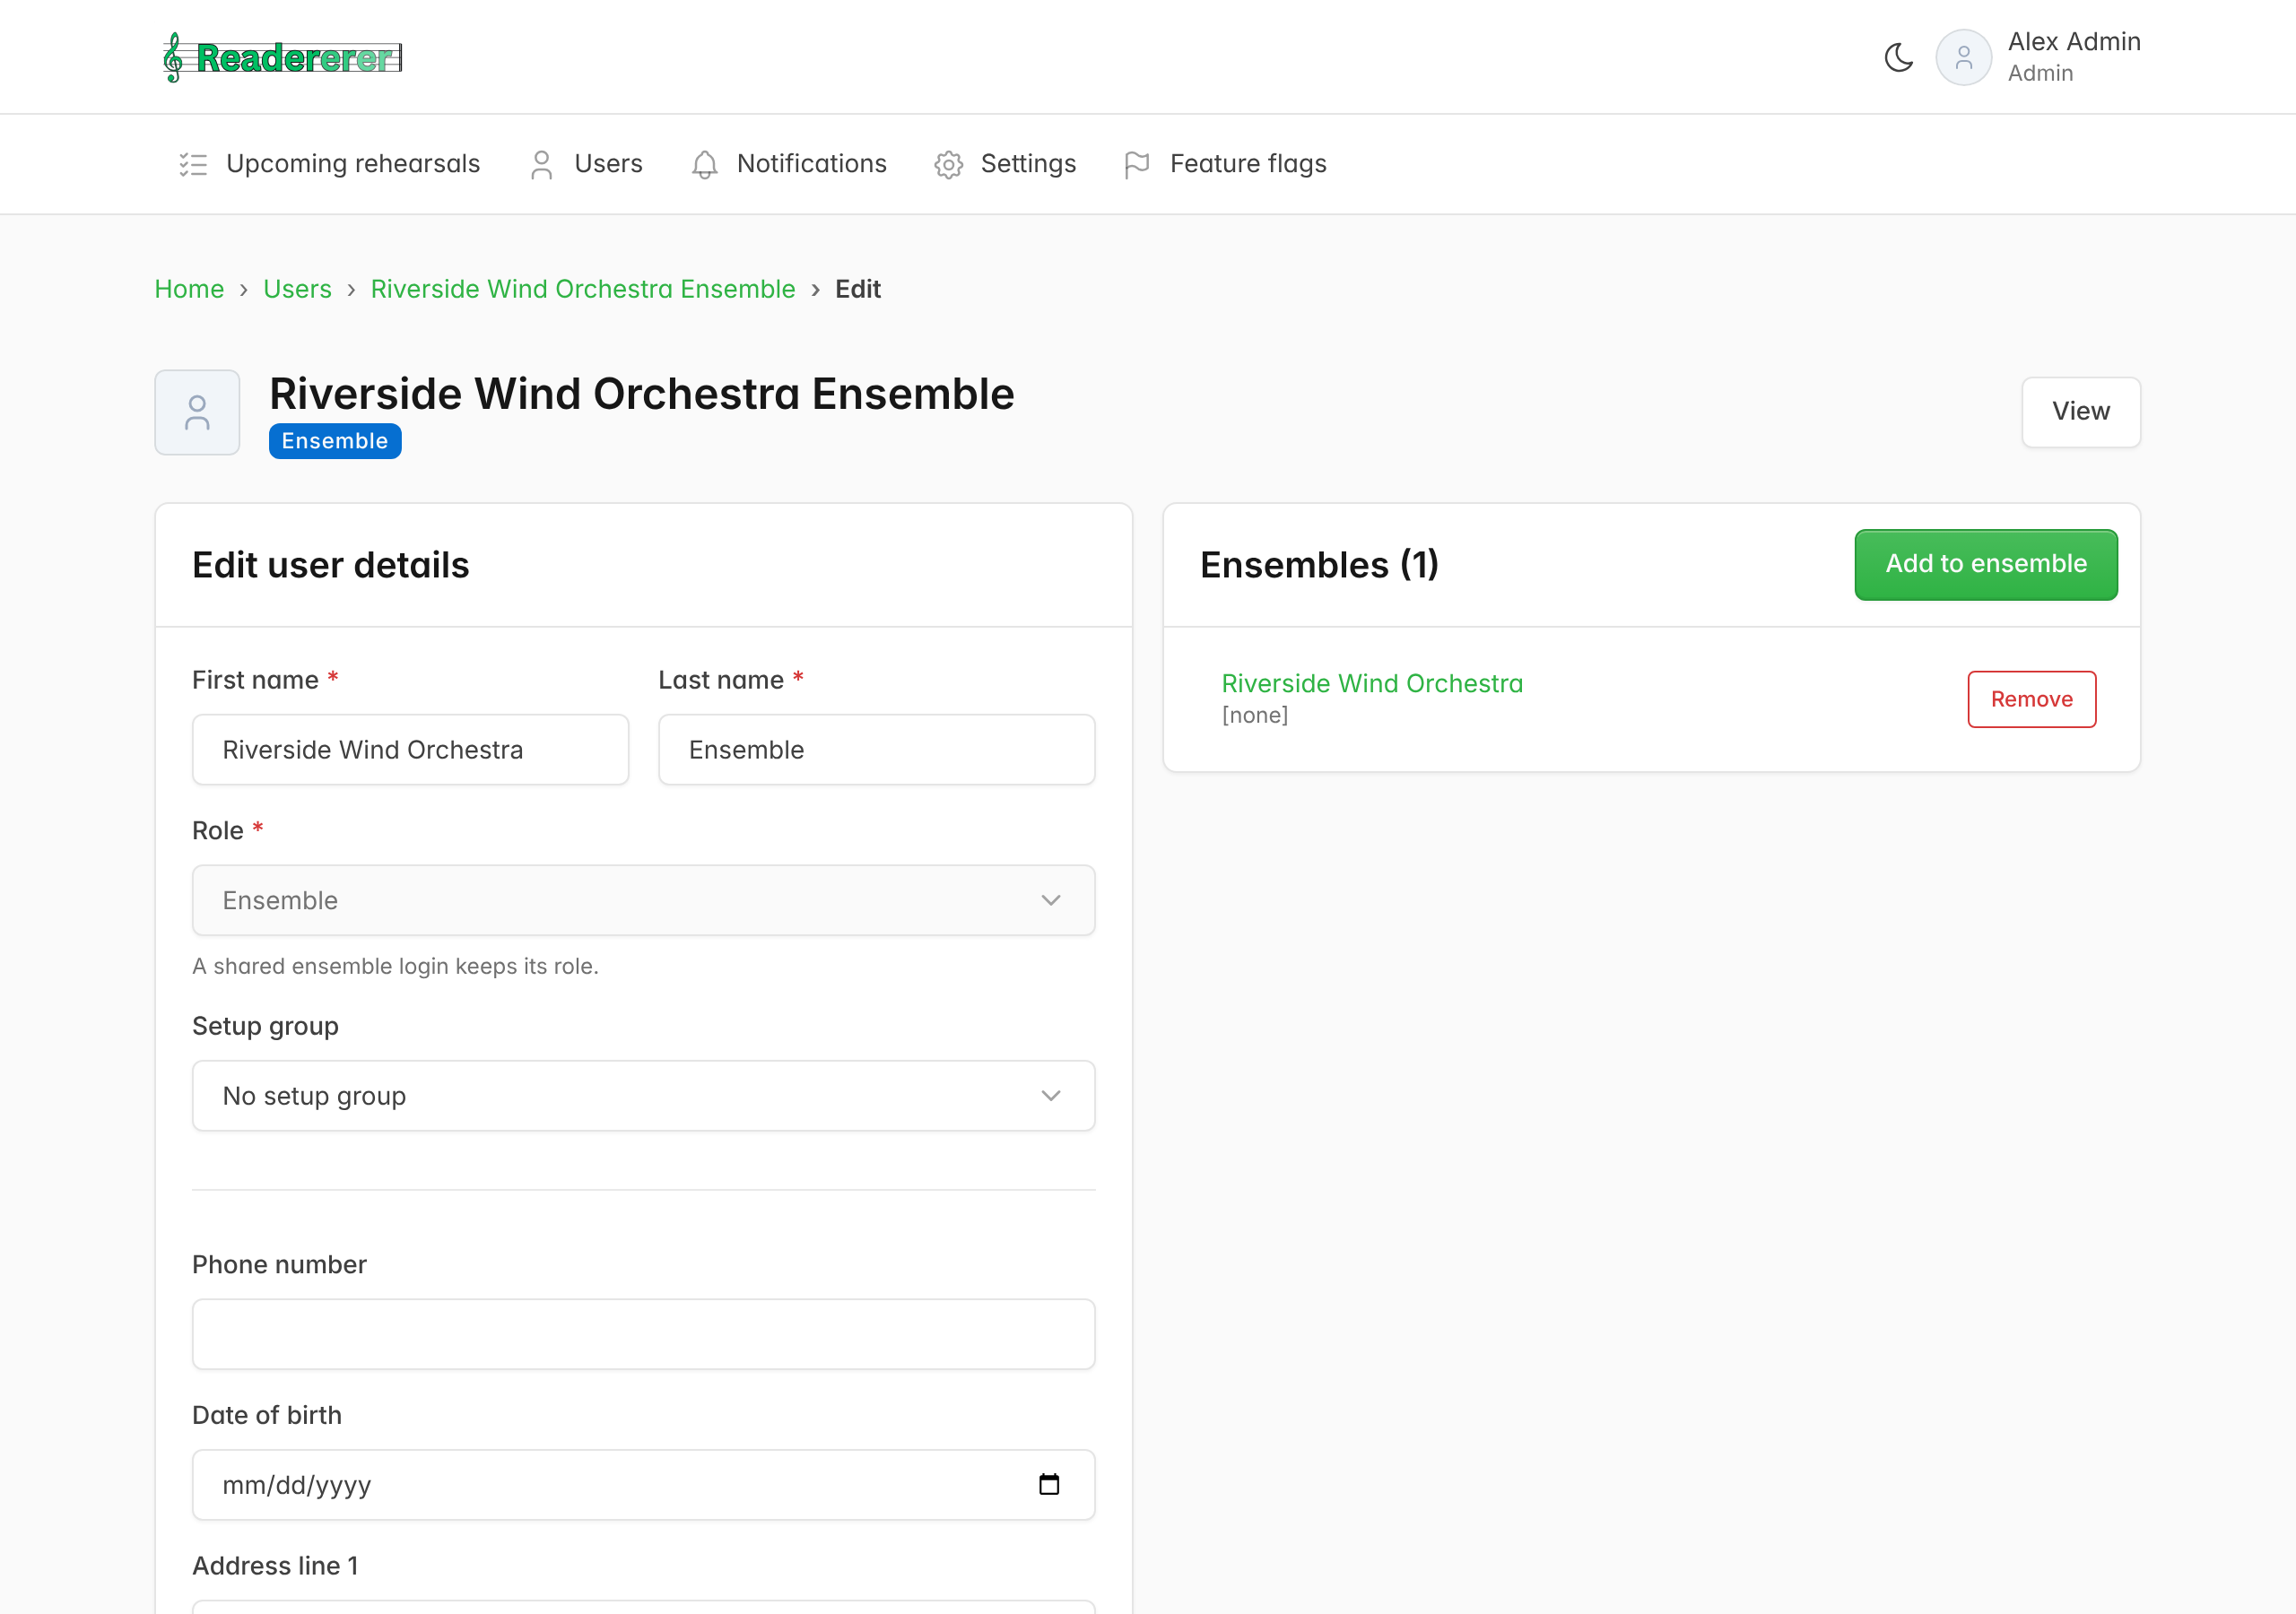 Readererer
Alex Admin
Admin
Upcoming rehearsals
Users
Notifications
Settings
Feature flags
Home › Users › Riverside Wind Orchestra Ensemble › Edit
Riverside Wind Orchestra Ensemble
Ensemble
View
Edit user details
First name *
Last name *
Riverside Wind Orchestra
Ensemble
Role *
Ensemble
A shared ensemble login keeps its role.
Setup group
No setup group
Phone number
Date of birth
mm/dd/yyyy
Address line 1
Ensembles (1)
Add to ensemble
Riverside Wind Orchestra
[none]
Remove